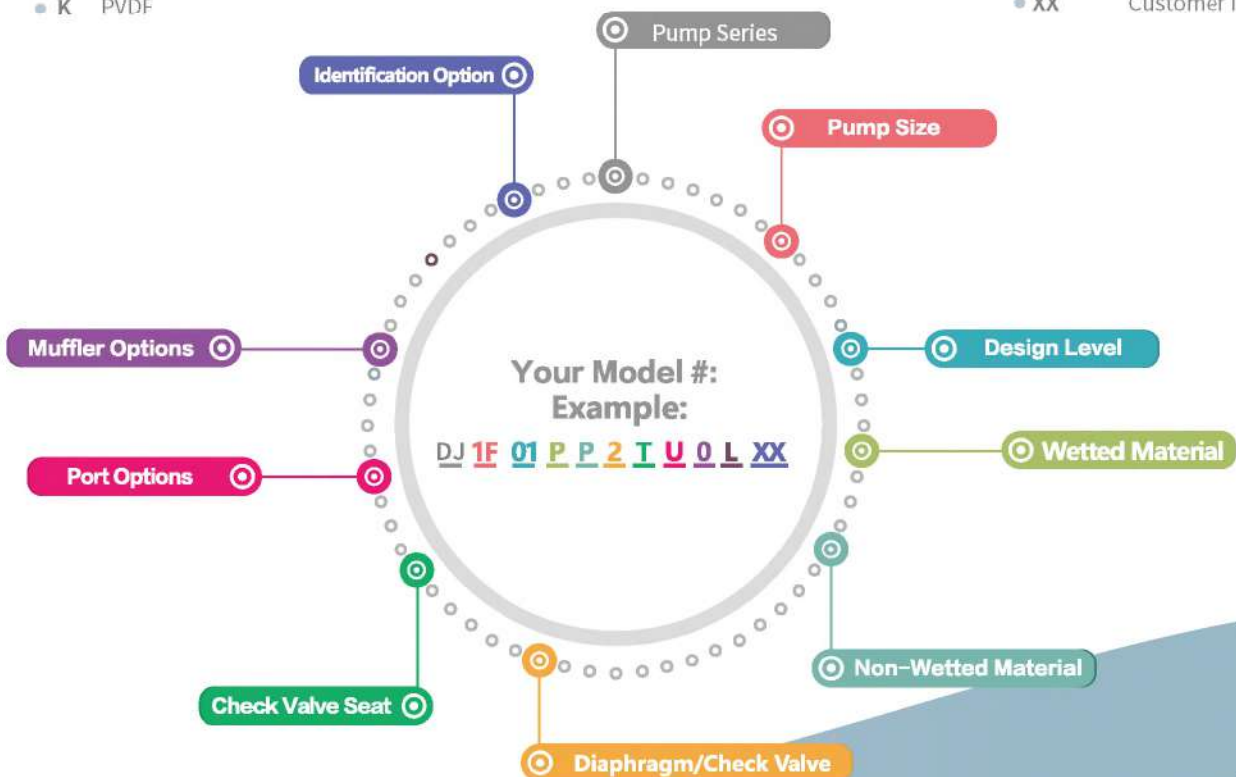 K PVDF
XX Customer
Pump Series
Identification Option
Pump Size
Muffler Options
Design Level
Your Model #:
Example:
DJ 1F 01 P P 2 T U 0 L XX
Wetted Material
Port Options
Non-Wetted Material
Check Valve Seat
Diaphragm/Check Valve